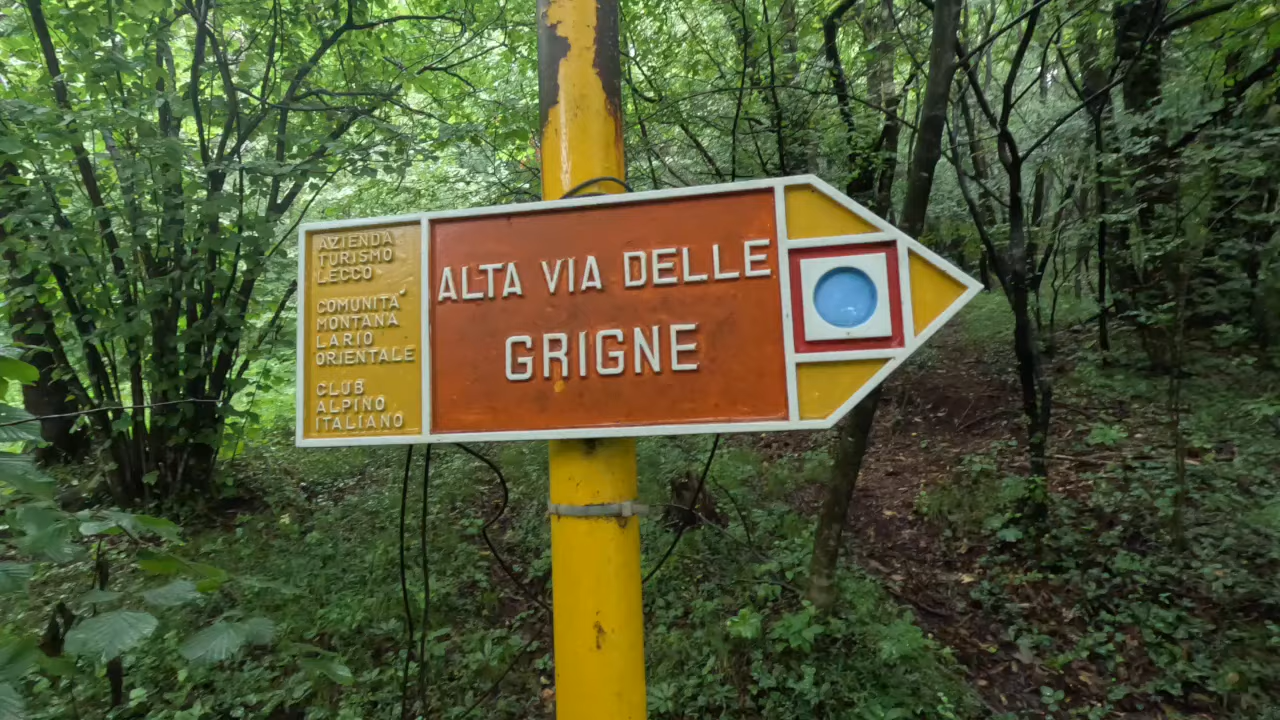 AZIENDA
TURISMO
LECCO
COMUNITA'
MONTANA
LARIO
ORIENTALE
CLUB
ALPINO
ITALIANO
ALTA VIA DELLE
GRIGNE